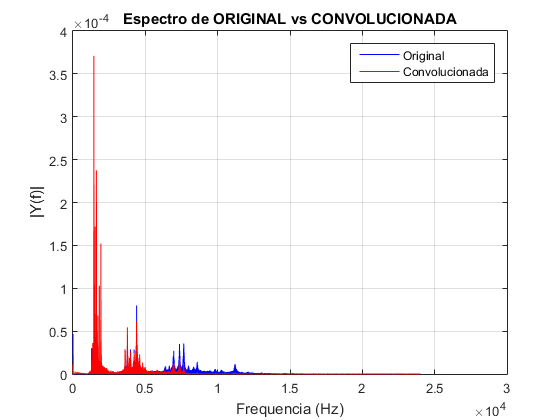 Espectro de ORIGINAL vs CONVOLUCIONADA
×10⁻⁴
4
3.5
3
2.5
2
1.5
1
0.5
0
|Y(f)|
Original
Convolucionada
0 0.5 1 1.5 2 2.5 3
×10⁴
Frequencia (Hz)